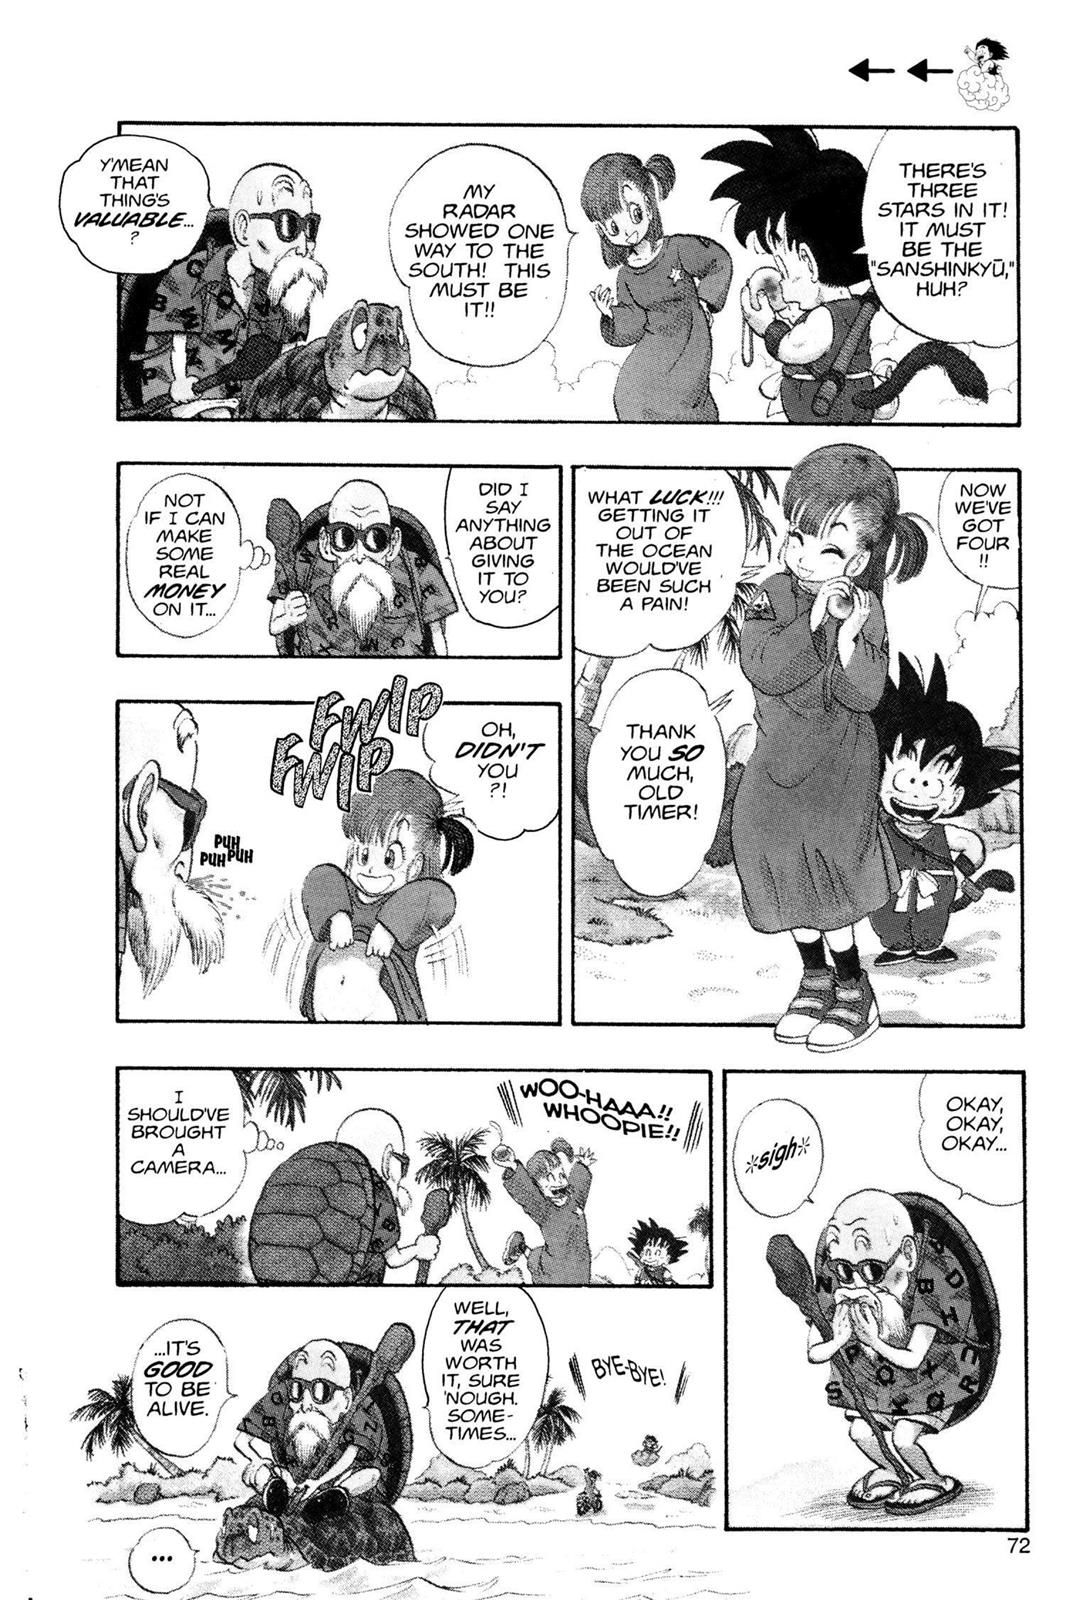 THERE'S
THREE
STARS IN IT!
IT MUST
BE THE
"SANSHINKYŪ,"
HUH?
MY
RADAR
SHOWED ONE
WAY TO THE
SOUTH! THIS
MUST BE
IT!!
Y'MEAN
THAT
THING'S
VALUABLE...
?
NOW
WE'VE
GOT
FOUR
!!
WHAT LUCK!!!
GETTING IT
OUT OF
THE OCEAN
WOULD'VE
BEEN SUCH
A PAIN!
THANK
YOU SO
MUCH,
OLD
TIMER!
DID I
SAY
ANYTHING
ABOUT
GIVING
IT TO
YOU?
NOT
IF I CAN
MAKE
SOME
REAL
MONEY
ON IT...
OH,
DIDN'T
YOU
?!
FWIP
FWIP
PUH
PUH PUH
OKAY,
OKAY,
OKAY...
*sigh*
WOO-HAAA!!
WHOOPIE!!
I
SHOULD'VE
BROUGHT
A
CAMERA...
BYE-BYE!
WELL,
THAT
WAS
WORTH
IT, SURE
'NOUGH.
SOME-
TIMES...
...IT'S
GOOD
TO BE
ALIVE.
...
72